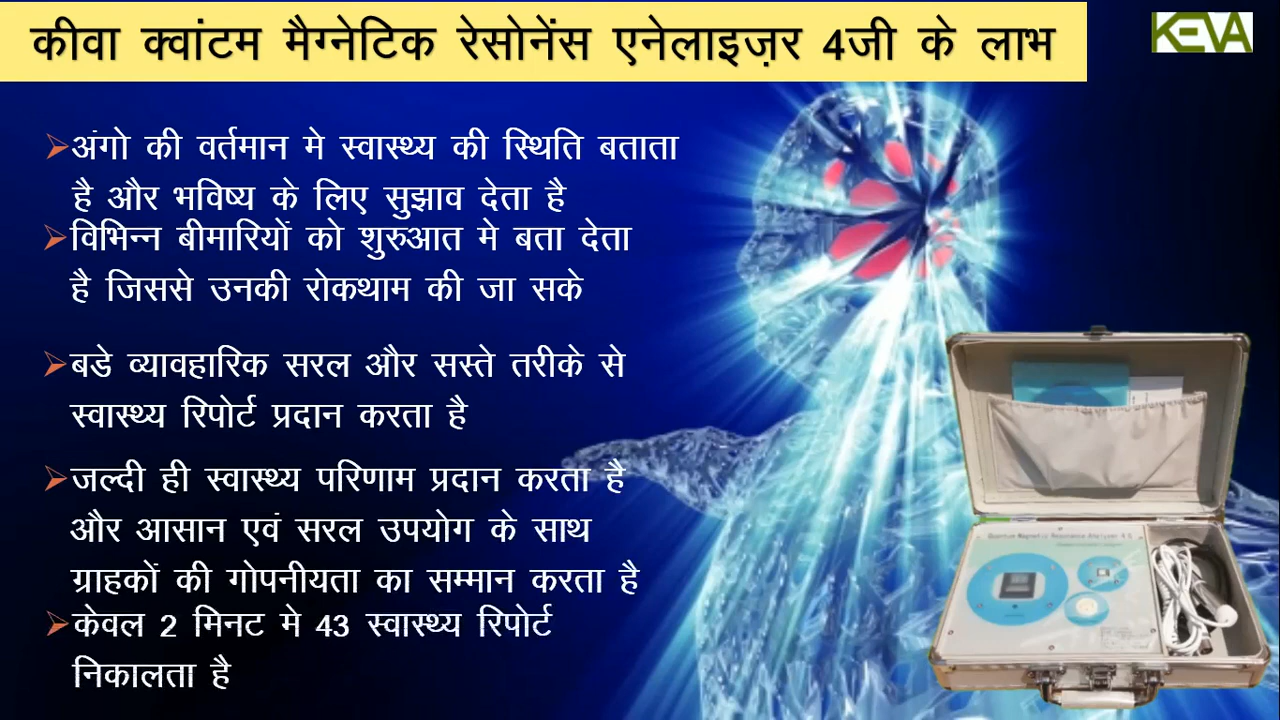 कीवा क्वांटम मैग्नेटिक रेसोनेंस एनेलाइज़र 4जी के लाभ
KEVA
➢अंगो की वर्तमान मे स्वास्थ्य की स्थिति बताता
है और भविष्य के लिए सुझाव देता है
➢विभिन्न बीमारियों को शुरुआत मे बता देता
है जिससे उनकी रोकथाम की जा सके
➢बडे व्यावहारिक सरल और सस्ते तरीके से
स्वास्थ्य रिपोर्ट प्रदान करता है
➢जल्दी ही स्वास्थ्य परिणाम प्रदान करता है
और आसान एवं सरल उपयोग के साथ
ग्राहकों की गोपनीयता का सम्मान करता है
➢केवल 2 मिनट मे 43 स्वास्थ्य रिपोर्ट
निकालता है
Quantum Magnetic Resonance Analyzer 4 G